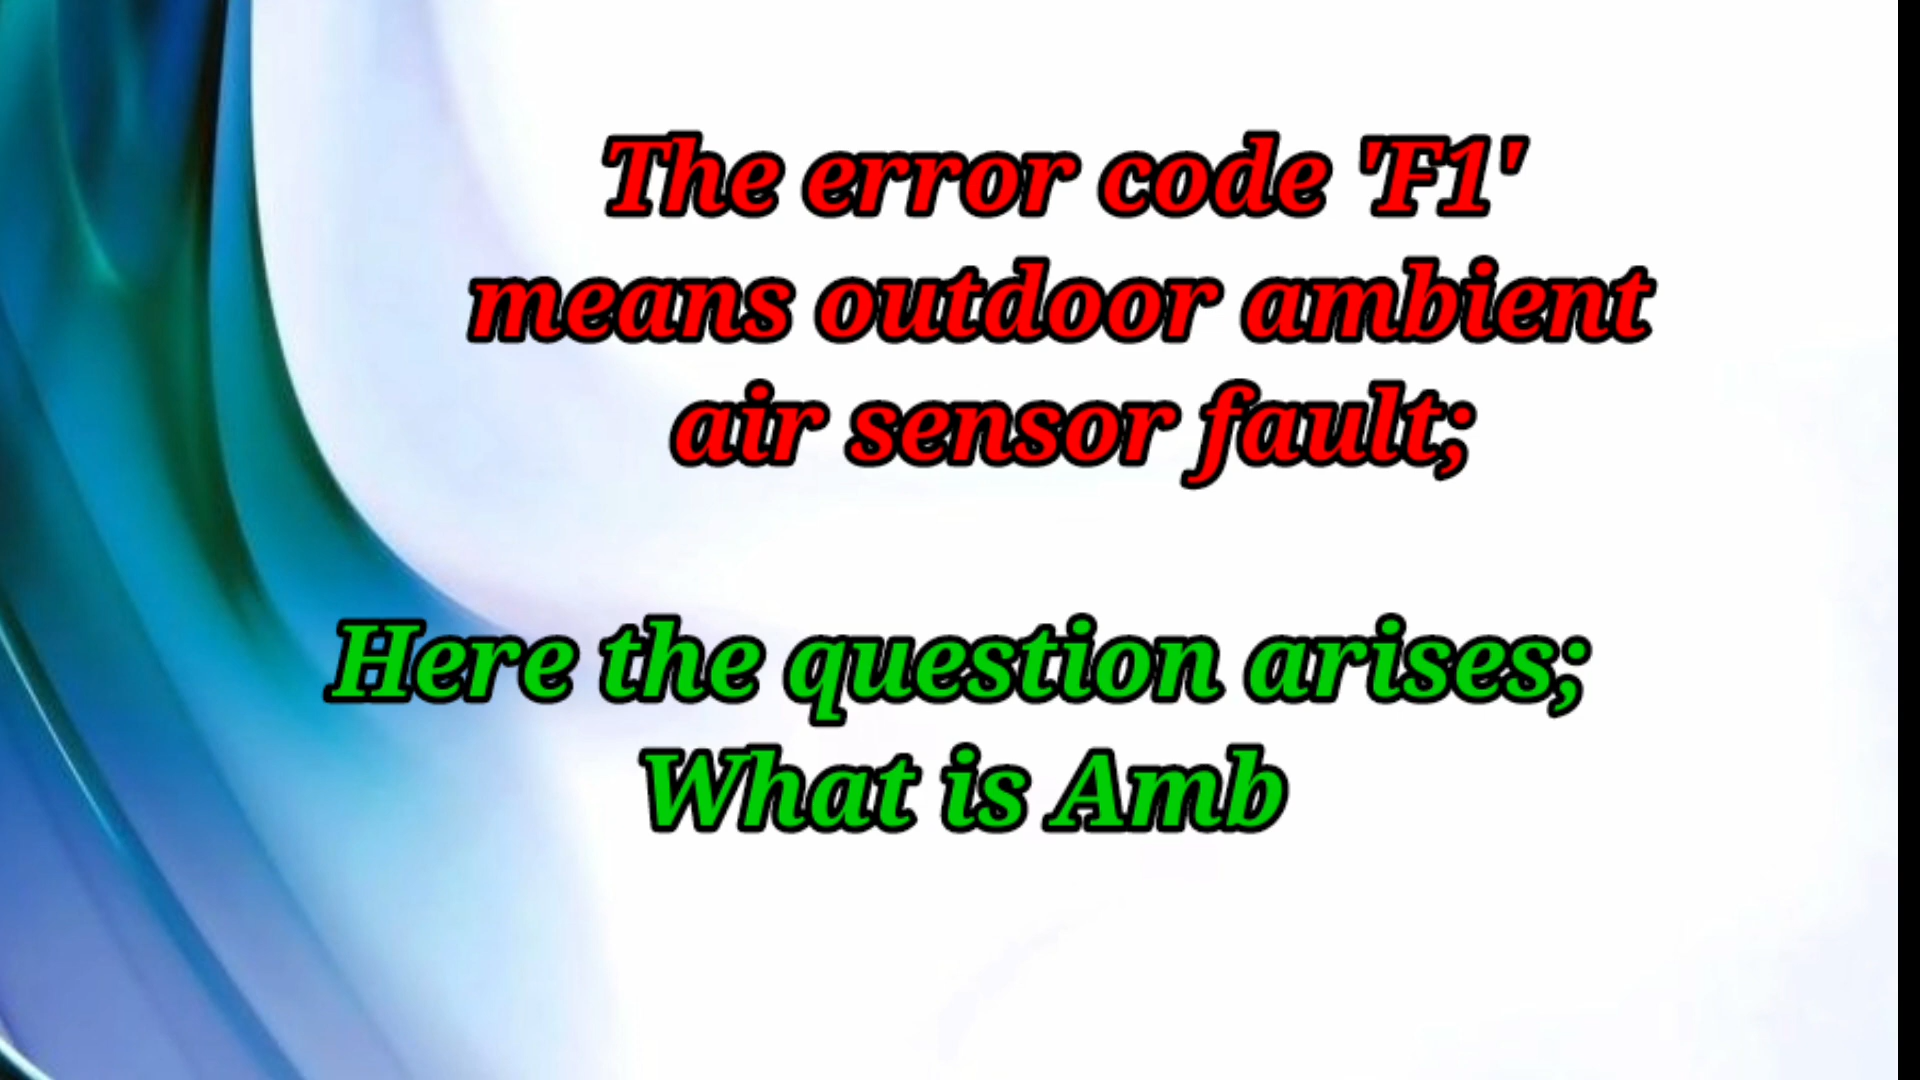 The error code 'F1'
means outdoor ambient
air sensor fault;
Here the question arises;
What is Amb